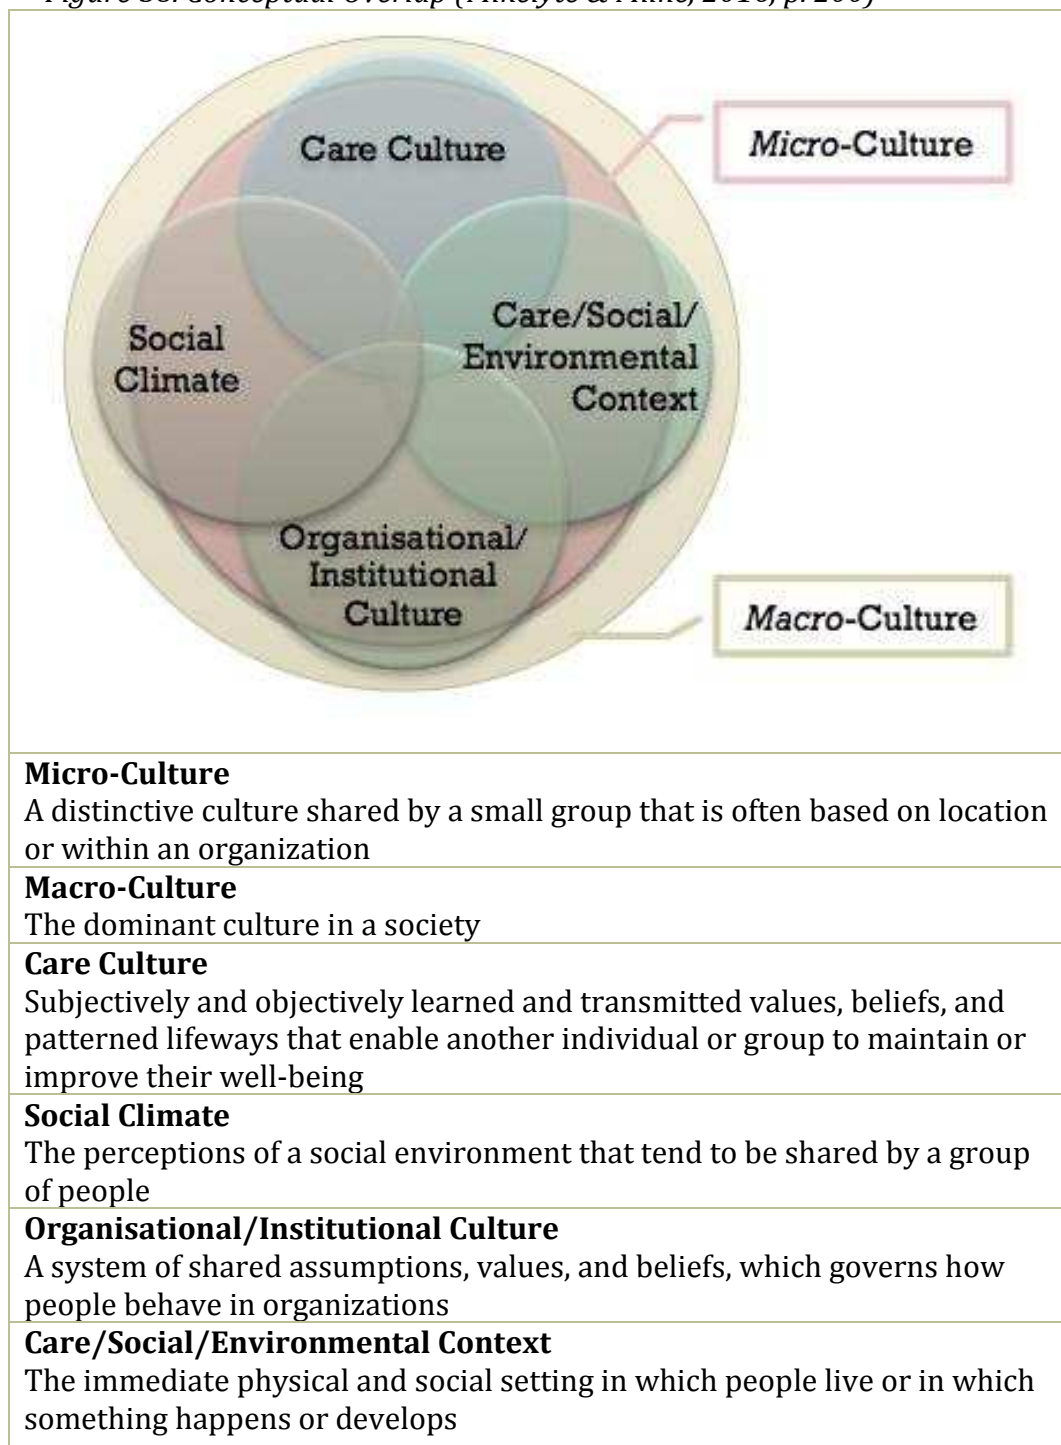 Care Culture
Micro-Culture
Social
Climate
Care/Social/
Environmental
Context
Organisational/
Institutional
Culture
Macro-Culture
Micro-Culture
A distinctive culture shared by a small group that is often based on location
or within an organization
Macro-Culture
The dominant culture in a society
Care Culture
Subjectively and objectively learned and transmitted values, beliefs, and
patterned lifeways that enable another individual or group to maintain or
improve their well-being
Social Climate
The perceptions of a social environment that tend to be shared by a group
of people
Organisational/Institutional Culture
A system of shared assumptions, values, and beliefs, which governs how
people behave in organizations
Care/Social/Environmental Context
The immediate physical and social setting in which people live or in which
something happens or develops